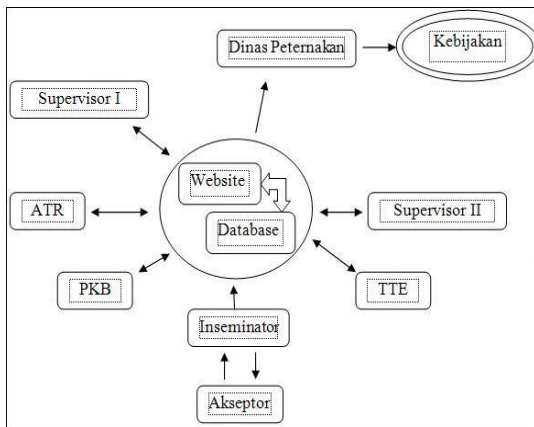 Dinas Peternakan
Kebijakan
Supervisor I
Website
ATR
Supervisor II
Database
PKB
TTE
Inseminator
Akseptor